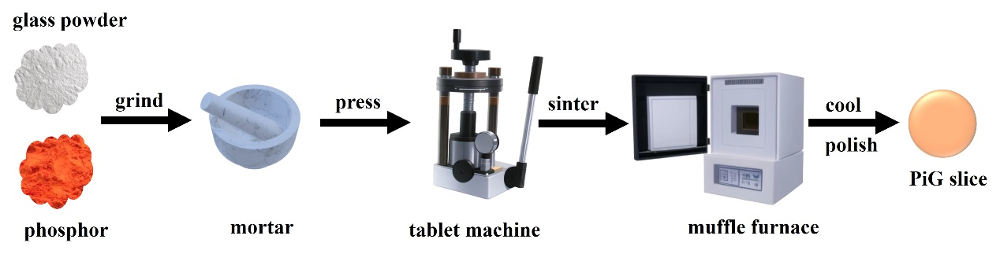 glass powder
grind
press
sinter
cool
polish
PiG slice
phosphor
mortar
tablet machine
muffle furnace